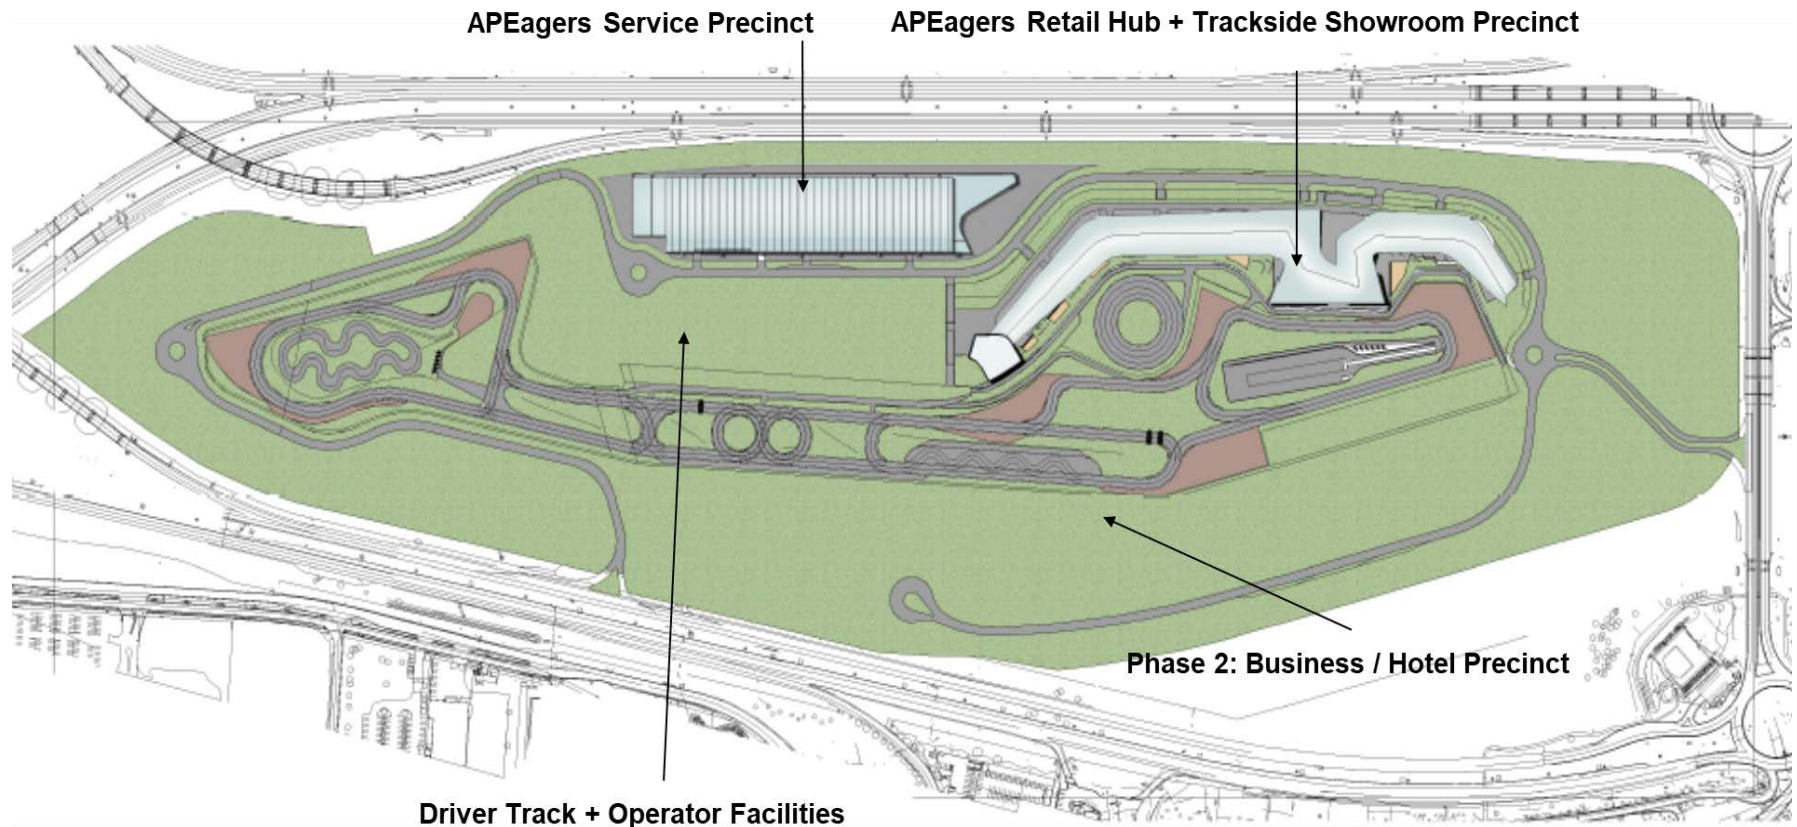 APEagers Service Precinct
APEagers Retail Hub + Trackside Showroom Precinct
Phase 2: Business / Hotel Precinct
Driver Track + Operator Facilities